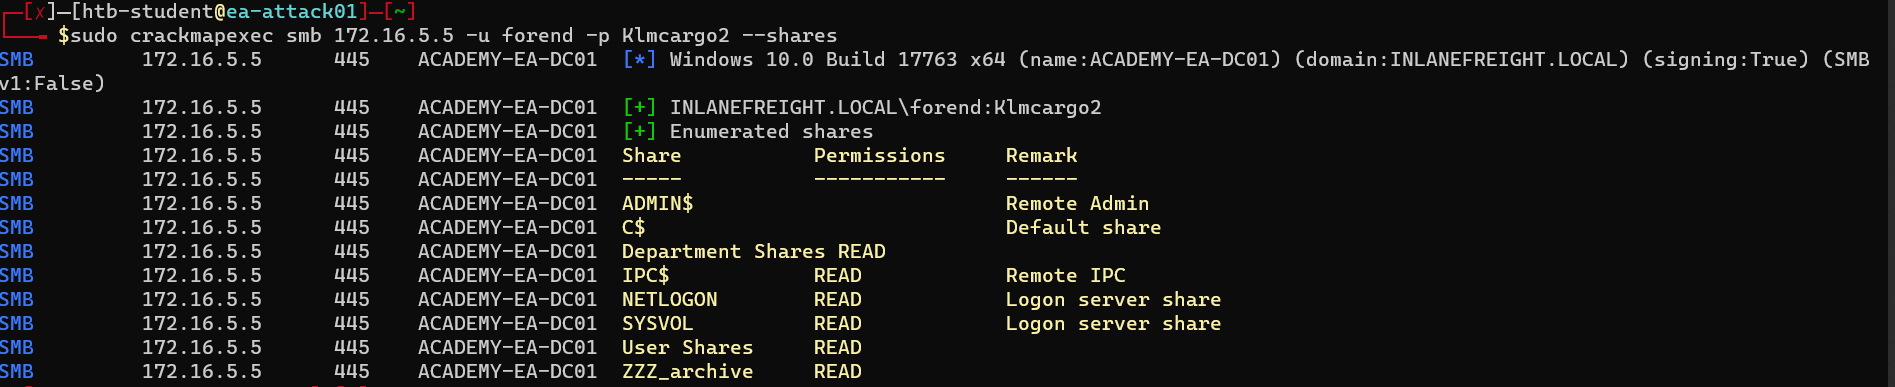 [x]—[htb-student@ea-attack01]—[~]
$sudo crackmapexec smb 172.16.5.5 -u forend -p Klmcargo2 --shares
SMB         172.16.5.5      445    ACADEMY-EA-DC01  [*] Windows 10.0 Build 17763 x64 (name:ACADEMY-EA-DC01) (domain:INLANEFREIGHT.LOCAL) (signing:True) (SMB
v1:False)
SMB         172.16.5.5      445    ACADEMY-EA-DC01  [+] INLANEFREIGHT.LOCAL\forend:Klmcargo2
SMB         172.16.5.5      445    ACADEMY-EA-DC01  [+] Enumerated shares
SMB         172.16.5.5      445    ACADEMY-EA-DC01  Share           Permissions     Remark
SMB         172.16.5.5      445    ACADEMY-EA-DC01  -----           -----------     ------
SMB         172.16.5.5      445    ACADEMY-EA-DC01  ADMIN$                          Remote Admin
SMB         172.16.5.5      445    ACADEMY-EA-DC01  C$                              Default share
SMB         172.16.5.5      445    ACADEMY-EA-DC01  Department Shares READ
SMB         172.16.5.5      445    ACADEMY-EA-DC01  IPC$            READ            Remote IPC
SMB         172.16.5.5      445    ACADEMY-EA-DC01  NETLOGON        READ            Logon server share
SMB         172.16.5.5      445    ACADEMY-EA-DC01  SYSVOL          READ            Logon server share
SMB         172.16.5.5      445    ACADEMY-EA-DC01  User Shares     READ
SMB         172.16.5.5      445    ACADEMY-EA-DC01  ZZZ_archive     READ